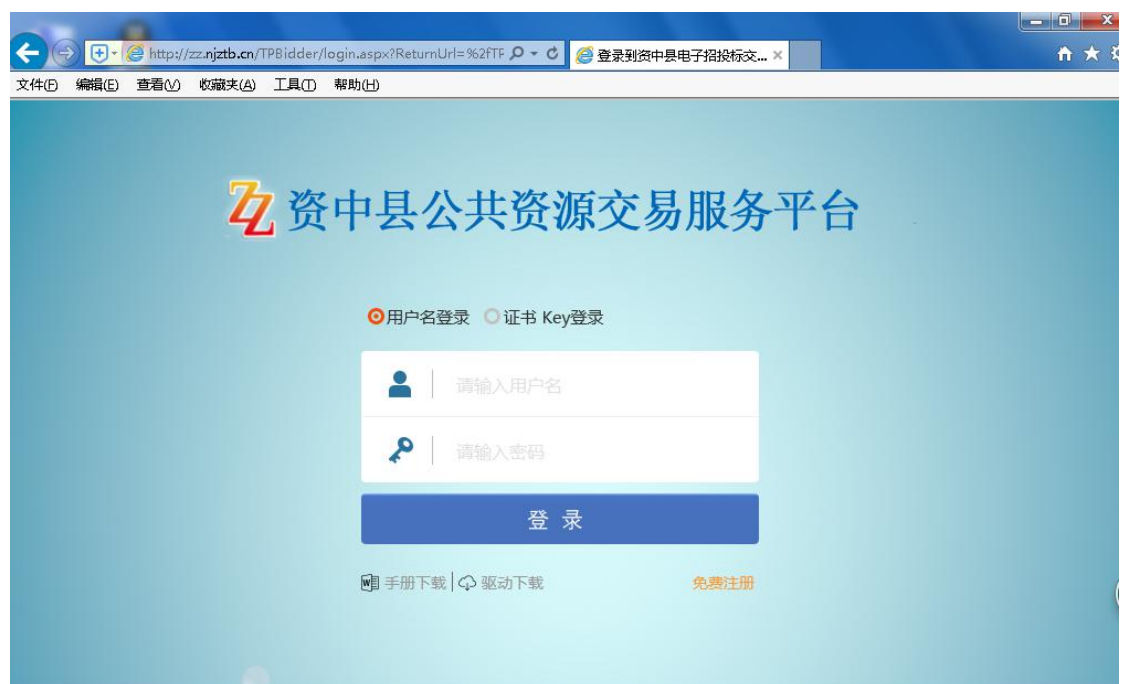 http://zz.njztb.cn/TPBidder/login.aspx?ReturnUrl=%2fTF
登录到资中县电子招投标交...
文件(F) 编辑(E) 查看(V) 收藏夹(A) 工具(T) 帮助(H)
ZZ 资中县公共资源交易服务平台
用户名登录 证书 Key登录
请输入用户名
请输入密码
登 录
手册下载 驱动下载 免费注册